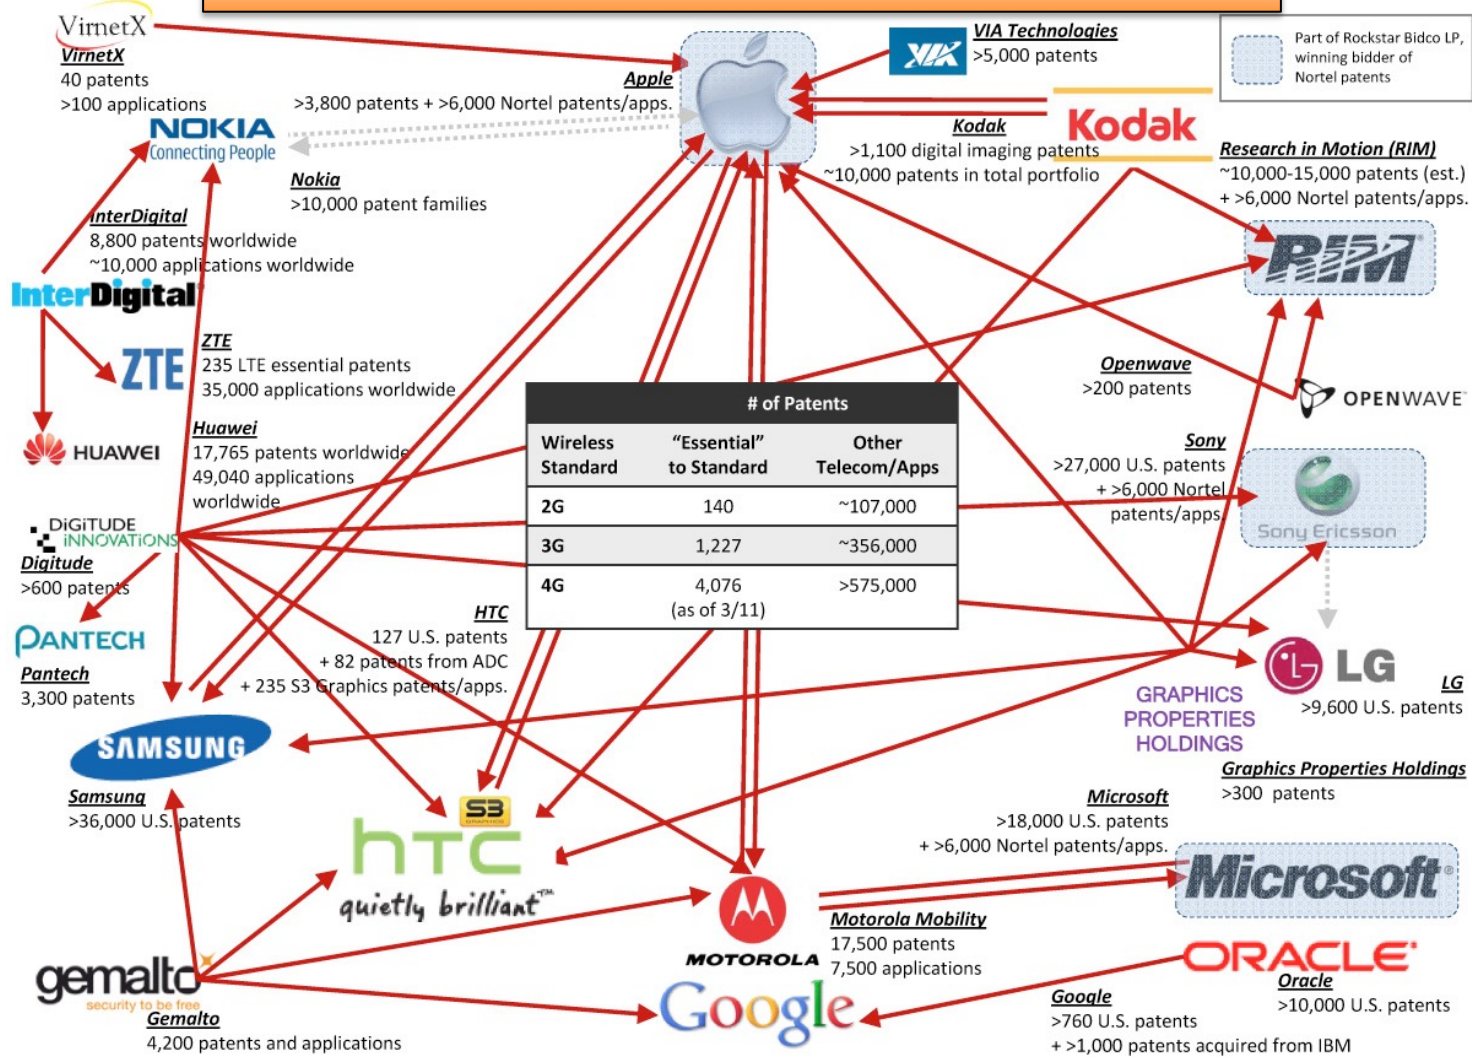 VirnetX
VirnetX
40 patents
>100 applications
NOKIA
Connecting People
Nokia
>10,000 patent families
Apple
>3,800 patents + >6,000 Nortel patents/apps.
VIA
VIA Technologies
>5,000 patents
Part of Rockstar Bidco LP,
winning bidder of
Nortel patents
Kodak
Kodak
>1,100 digital imaging patents
~10,000 patents in total portfolio
Research in Motion (RIM)
~10,000-15,000 patents (est.)
+ >6,000 Nortel patents/apps.
RIM
InterDigital
8,800 patents worldwide
~10,000 applications worldwide
InterDigital
ZTE
ZTE
235 LTE essential patents
35,000 applications worldwide
HUAWEI
Huawei
17,765 patents worldwide
49,040 applications
worldwide
Openwave
>200 patents
OPENWAVE™
# of Patents
Wireless Standard
"Essential" to Standard
Other Telecom/Apps
2G 140 ~107,000
3G 1,227 ~356,000
4G 4,076 >575,000
(as of 3/11)
Sony
>27,000 U.S. patents
+ >6,000 Nortel
patents/apps.
Sony Ericsson
DiGiTUDE
iNNOVATiONS
Digitude
>600 patents
PANTECH
Pantech
3,300 patents
HTC
127 U.S. patents
+ 82 patents from ADC
+ 235 S3 Graphics patents/apps.
LG
LG
LG
>9,600 U.S. patents
GRAPHICS
PROPERTIES
HOLDINGS
Graphics Properties Holdings
>300 patents
SAMSUNG
Samsung
>36,000 U.S. patents
S3
GRAPHICS
hTC
quietly brilliant™
Microsoft
>18,000 U.S. patents
+ >6,000 Nortel patents/apps.
Microsoft®
MOTOROLA
Motorola Mobility
17,500 patents
7,500 applications
gemalto
security to be free
Gemalto
4,200 patents and applications
Google
Google
>760 U.S. patents
+ >1,000 patents acquired from IBM
ORACLE
Oracle
>10,000 U.S. patents